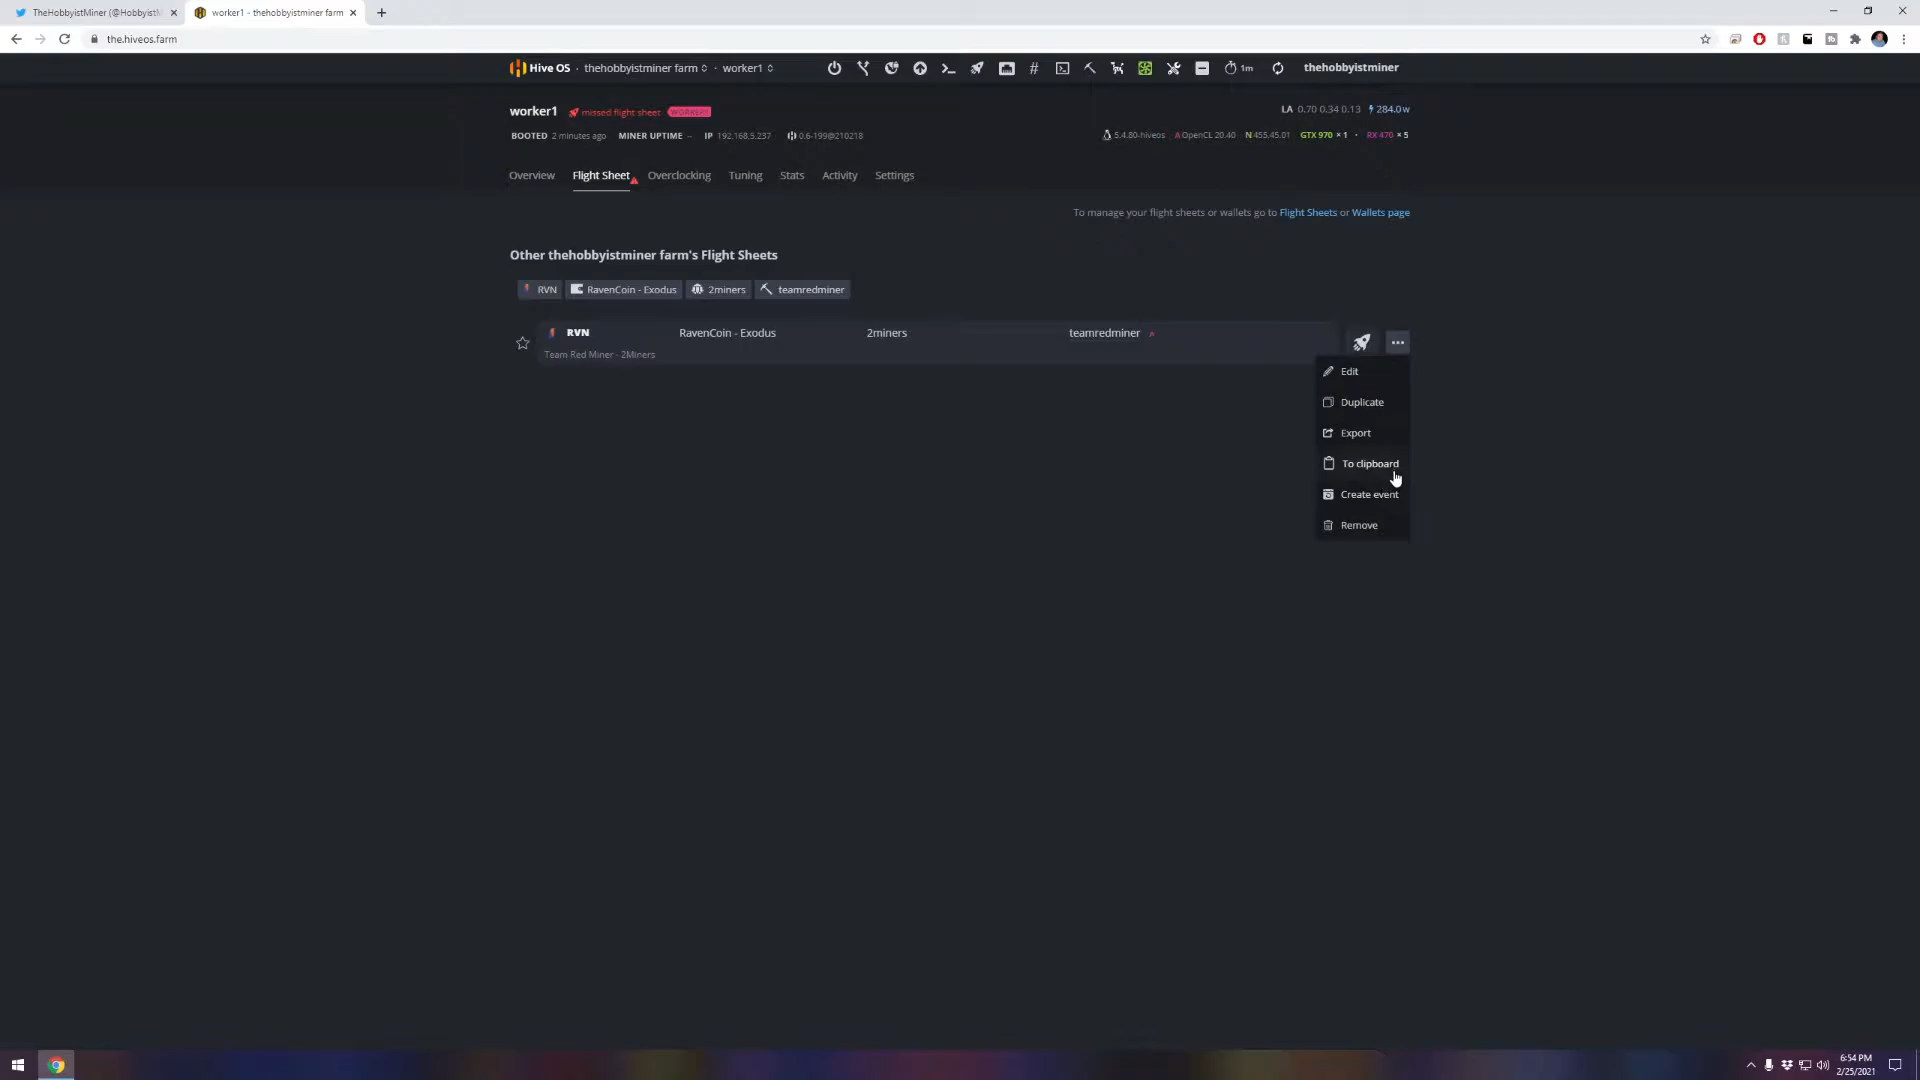 TheHobbyistMiner (@HobbyistM
worker1 - thehobbyistminer farm
the.hiveos.farm
Hive OS · thehobbyistminer farm · worker1
1m
thehobbyistminer
worker1 missed flight sheet WORKERS
LA 0.70 0.34 0.13 284.0 w
BOOTED 2 minutes ago MINER UPTIME – IP 192.168.5.237 0.6-199@210218
5.4.80-hiveos A OpenCL 20.40 N 455.45.01 GTX 970 × 1 · RX 470 × 5
Overview Flight Sheet Overclocking Tuning Stats Activity Settings
To manage your flight sheets or wallets go to Flight Sheets or Wallets page
Other thehobbyistminer farm's Flight Sheets
RVN RavenCoin - Exodus 2miners teamredminer
RVN RavenCoin - Exodus 2miners teamredminer
Team Red Miner - 2Miners
Edit
Duplicate
Export
To clipboard
Create event
Remove
6:54 PM
2/25/2021